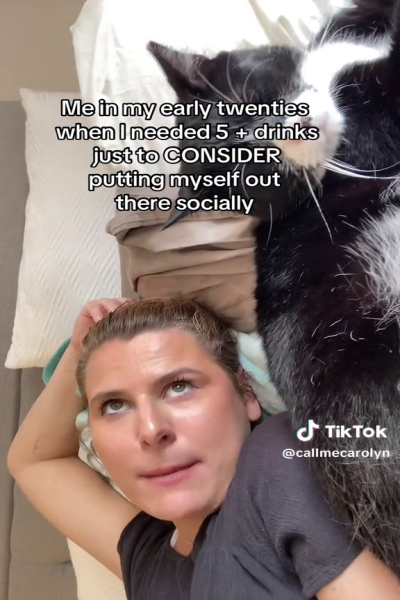 Me in my early twenties
when I needed 5 + drinks
just to CONSIDER
putting myself out
there socially
TikTok
@callmecarolyn